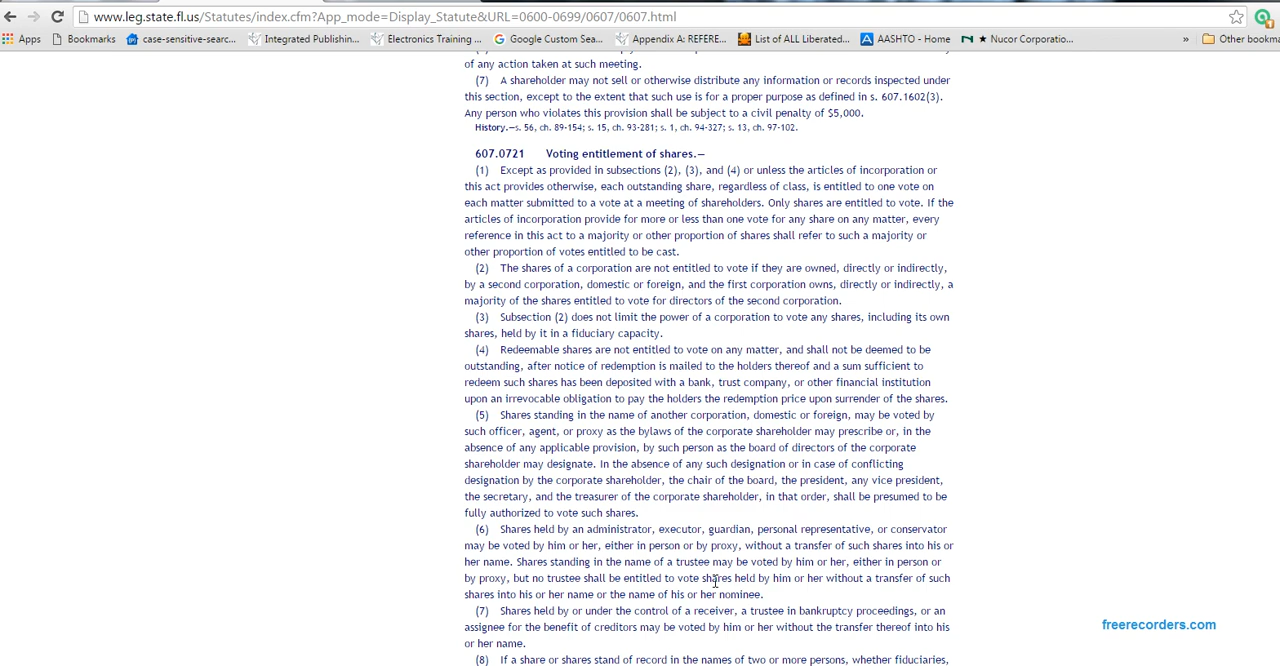 www.leg.state.fl.us/Statutes/index.cfm?App_mode=Display_Statute&URL=0600-0699/0607/0607.html
Apps Bookmarks case-sensitive-searc... Integrated Publishin... Electronics Training ... Google Custom Sea... Appendix A: REFERE... List of ALL Liberated... AASHTO - Home ★ Nucor Corporatio... » Other bookma
of any action taken at such meeting.
(7) A shareholder may not sell or otherwise distribute any information or records inspected under
this section, except to the extent that such use is for a proper purpose as defined in s. 607.1602(3).
Any person who violates this provision shall be subject to a civil penalty of $5,000.
History.—s. 56, ch. 89-154; s. 15, ch. 93-281; s. 1, ch. 94-327; s. 13, ch. 97-102.
607.0721 Voting entitlement of shares.—
(1) Except as provided in subsections (2), (3), and (4) or unless the articles of incorporation or
this act provides otherwise, each outstanding share, regardless of class, is entitled to one vote on
each matter submitted to a vote at a meeting of shareholders. Only shares are entitled to vote. If the
articles of incorporation provide for more or less than one vote for any share on any matter, every
reference in this act to a majority or other proportion of shares shall refer to such a majority or
other proportion of votes entitled to be cast.
(2) The shares of a corporation are not entitled to vote if they are owned, directly or indirectly,
by a second corporation, domestic or foreign, and the first corporation owns, directly or indirectly, a
majority of the shares entitled to vote for directors of the second corporation.
(3) Subsection (2) does not limit the power of a corporation to vote any shares, including its own
shares, held by it in a fiduciary capacity.
(4) Redeemable shares are not entitled to vote on any matter, and shall not be deemed to be
outstanding, after notice of redemption is mailed to the holders thereof and a sum sufficient to
redeem such shares has been deposited with a bank, trust company, or other financial institution
upon an irrevocable obligation to pay the holders the redemption price upon surrender of the shares.
(5) Shares standing in the name of another corporation, domestic or foreign, may be voted by
such officer, agent, or proxy as the bylaws of the corporate shareholder may prescribe or, in the
absence of any applicable provision, by such person as the board of directors of the corporate
shareholder may designate. In the absence of any such designation or in case of conflicting
designation by the corporate shareholder, the chair of the board, the president, any vice president,
the secretary, and the treasurer of the corporate shareholder, in that order, shall be presumed to be
fully authorized to vote such shares.
(6) Shares held by an administrator, executor, guardian, personal representative, or conservator
may be voted by him or her, either in person or by proxy, without a transfer of such shares into his or
her name. Shares standing in the name of a trustee may be voted by him or her, either in person or
by proxy, but no trustee shall be entitled to vote shares held by him or her without a transfer of such
shares into his or her name or the name of his or her nominee.
(7) Shares held by or under the control of a receiver, a trustee in bankruptcy proceedings, or an
assignee for the benefit of creditors may be voted by him or her without the transfer thereof into his
or her name.
(8) If a share or shares stand of record in the names of two or more persons, whether fiduciaries,
freerecorders.com